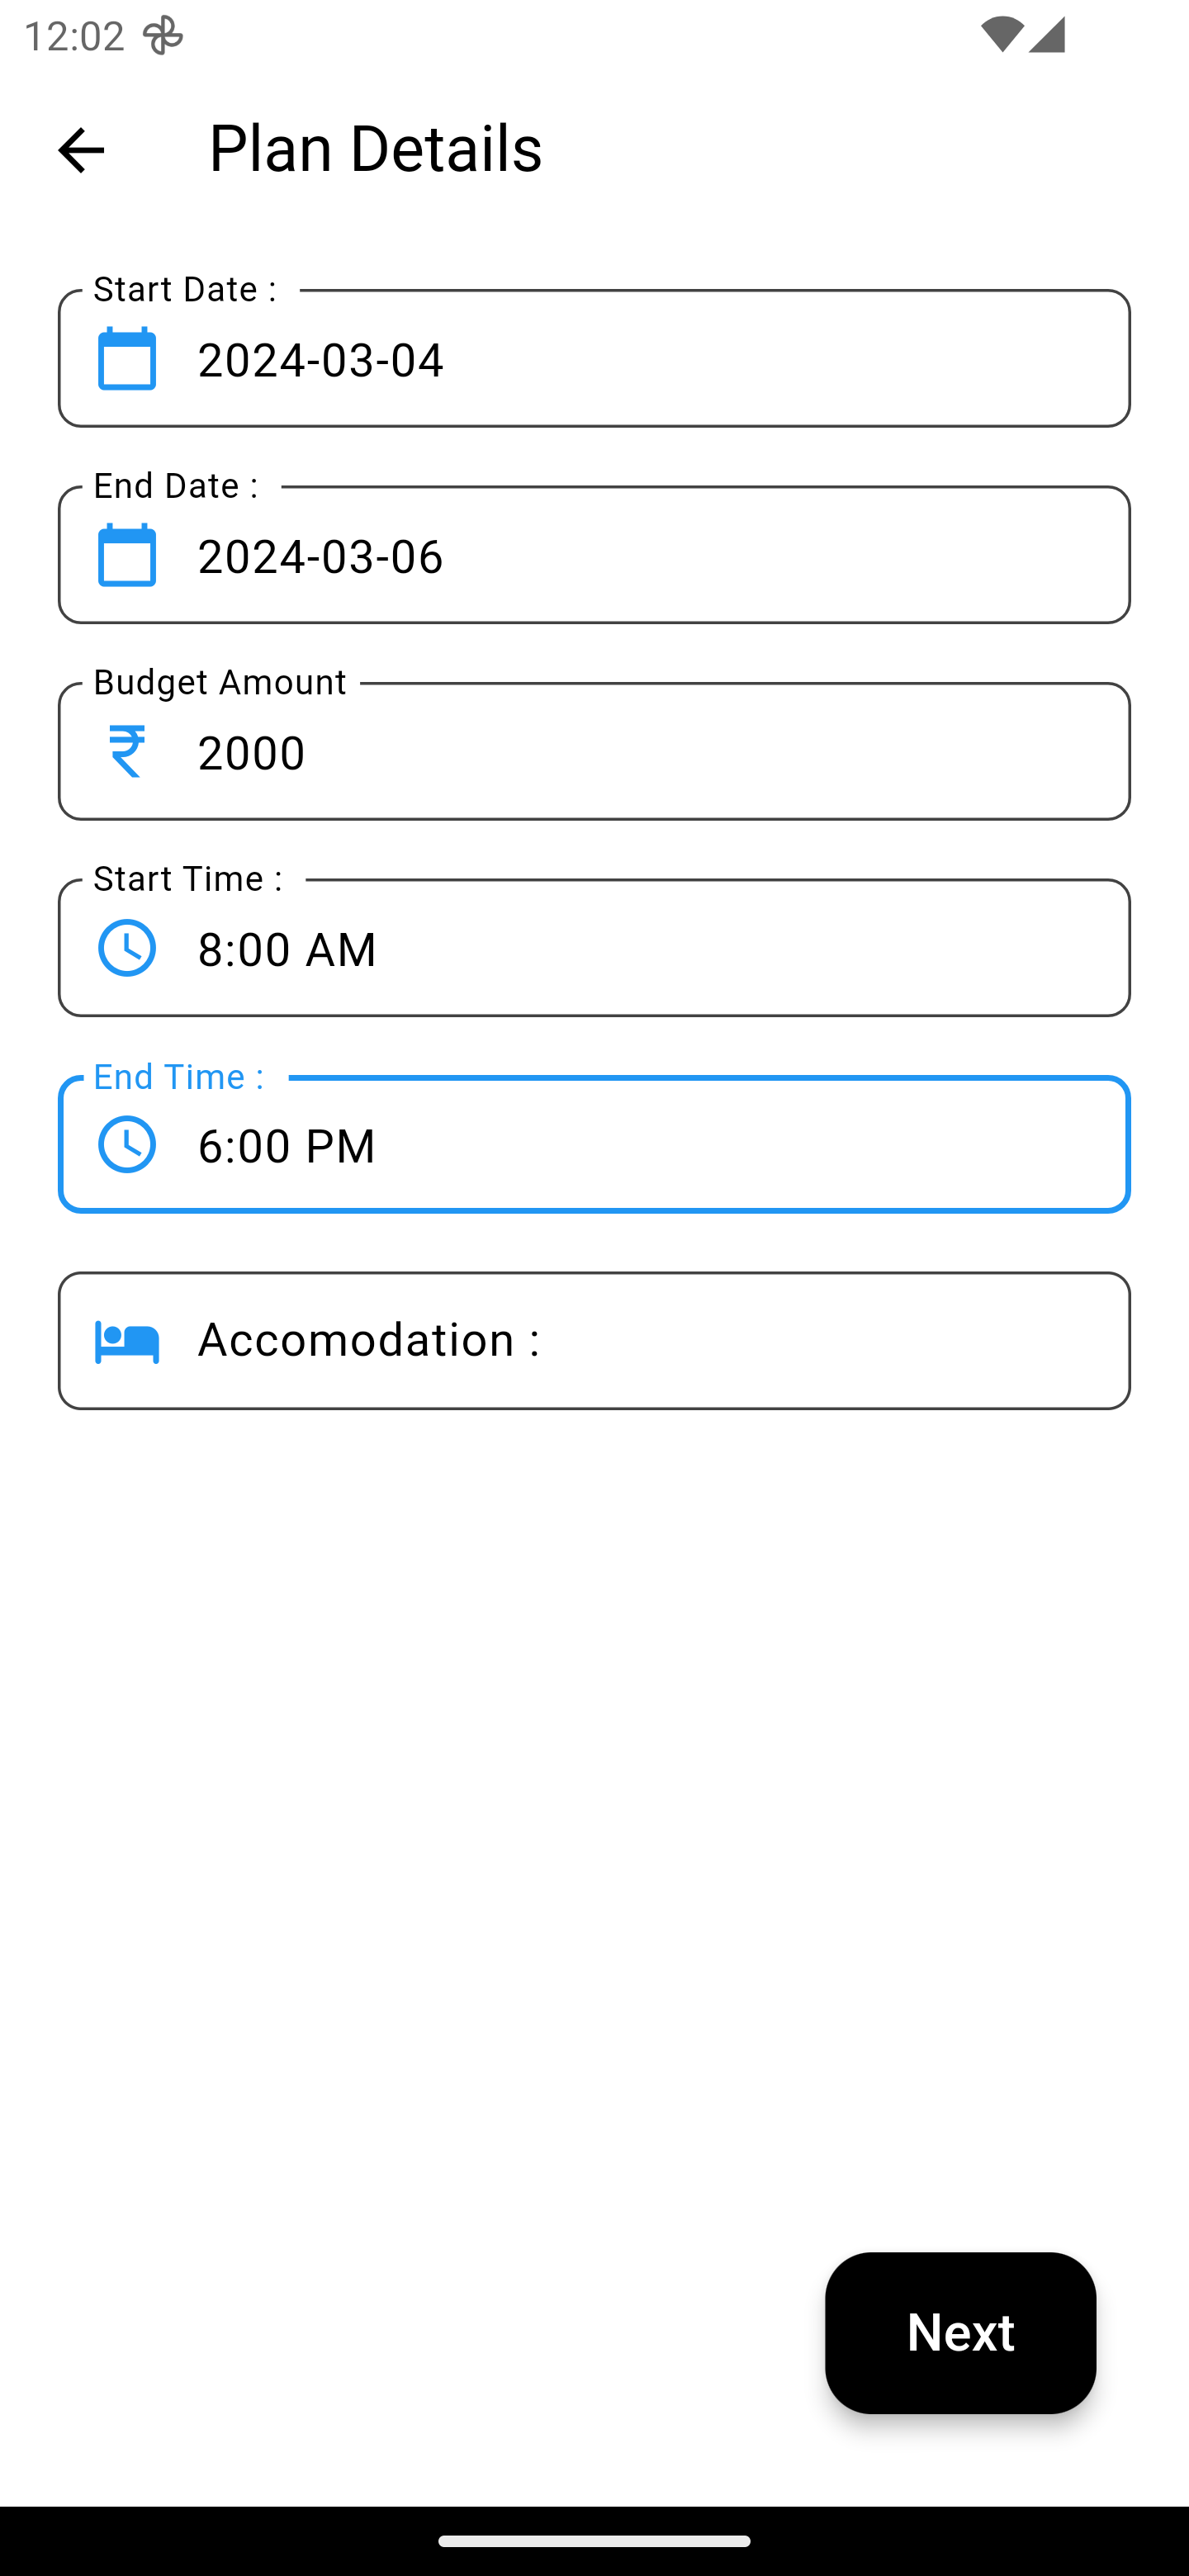 12:02
Plan Details
Start Date :
2024-03-04
End Date :
2024-03-06
Budget Amount
₹ 2000
Start Time :
8:00 AM
End Time :
6:00 PM
Accomodation :
Next